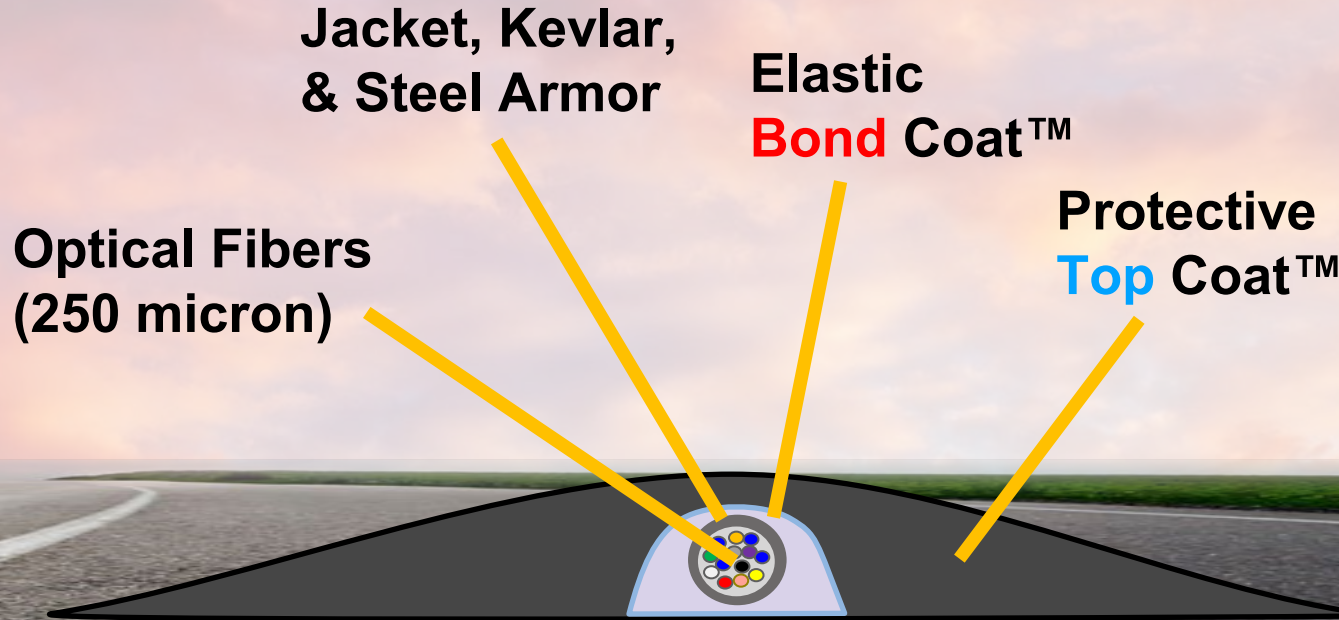 Jacket, Kevlar,
& Steel Armor
Elastic
Bond Coat™
Protective
Top Coat™
Optical Fibers
(250 micron)